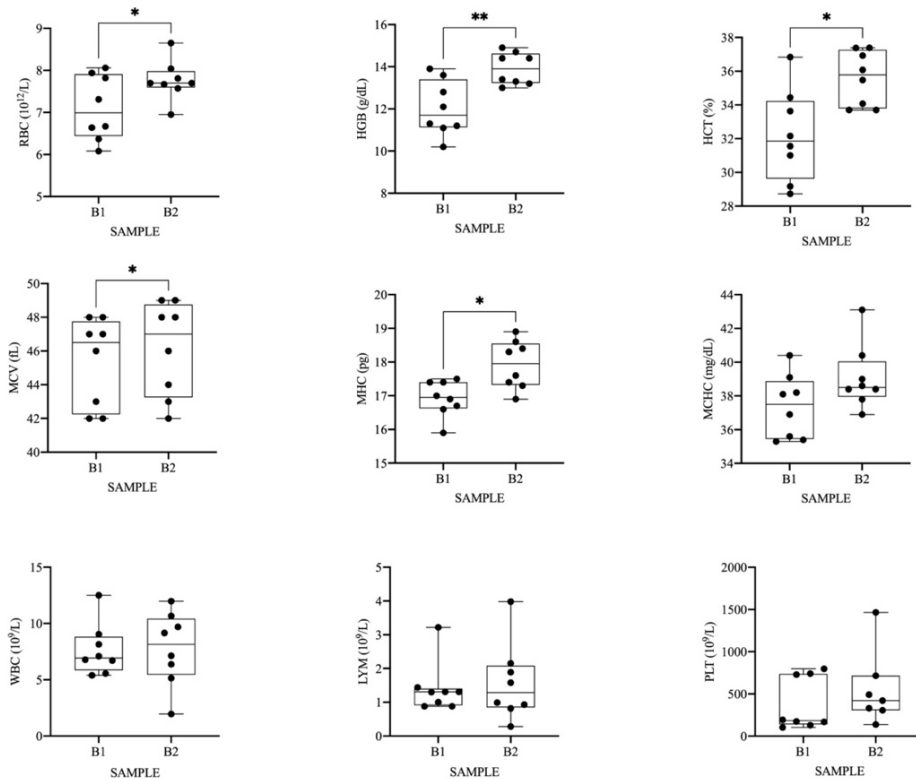 *
**
*
RBC (10¹²/L)
9
8
7
6
5
B1 B2
SAMPLE
HGB (g/dL)
16
14
12
10
8
B1 B2
SAMPLE
HCT (%)
38
36
34
32
30
28
B1 B2
SAMPLE
*
MCV (fL)
50
48
46
44
42
40
B1 B2
SAMPLE
*
MHC (pg)
20
19
18
17
16
15
B1 B2
SAMPLE
MCHC (mg/dL)
44
42
40
38
36
34
B1 B2
SAMPLE
WBC (10⁹/L)
15
10
5
0
B1 B2
SAMPLE
LYM (10⁹/L)
5
4
3
2
1
0
B1 B2
SAMPLE
PLT (10⁹/L)
2000
1500
1000
500
0
B1 B2
SAMPLE